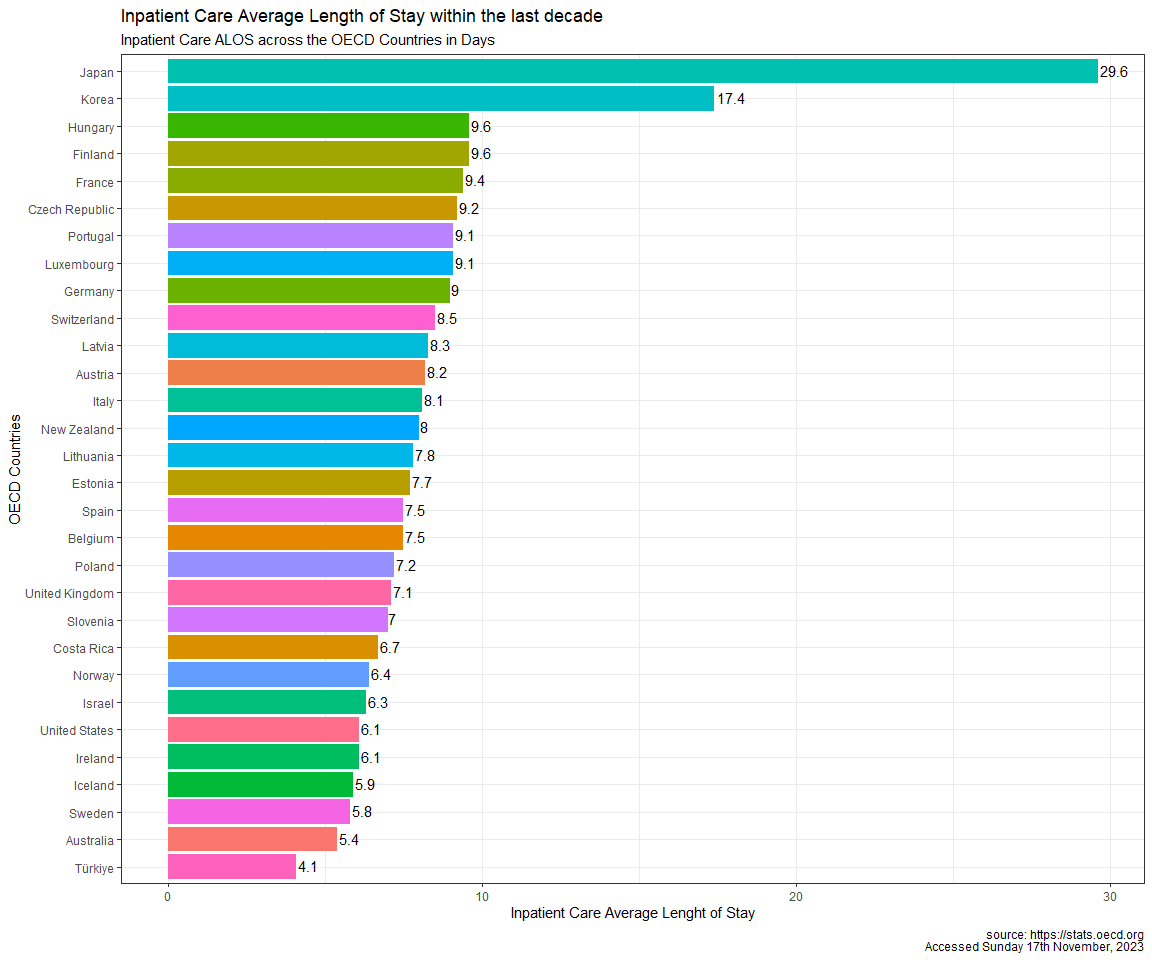 Inpatient Care Average Length of Stay within the last decade
Inpatient Care ALOS across the OECD Countries in Days
OECD Countries
Japan 29.6
Korea 17.4
Hungary 9.6
Finland 9.6
France 9.4
Czech Republic 9.2
Portugal 9.1
Luxembourg 9.1
Germany 9
Switzerland 8.5
Latvia 8.3
Austria 8.2
Italy 8.1
New Zealand 8
Lithuania 7.8
Estonia 7.7
Spain 7.5
Belgium 7.5
Poland 7.2
United Kingdom 7.1
Slovenia 7
Costa Rica 6.7
Norway 6.4
Israel 6.3
United States 6.1
Ireland 6.1
Iceland 5.9
Sweden 5.8
Australia 5.4
Türkiye 4.1
0 10 20 30
Inpatient Care Average Lenght of Stay
source: https://stats.oecd.org
Accessed Sunday 17th November, 2023